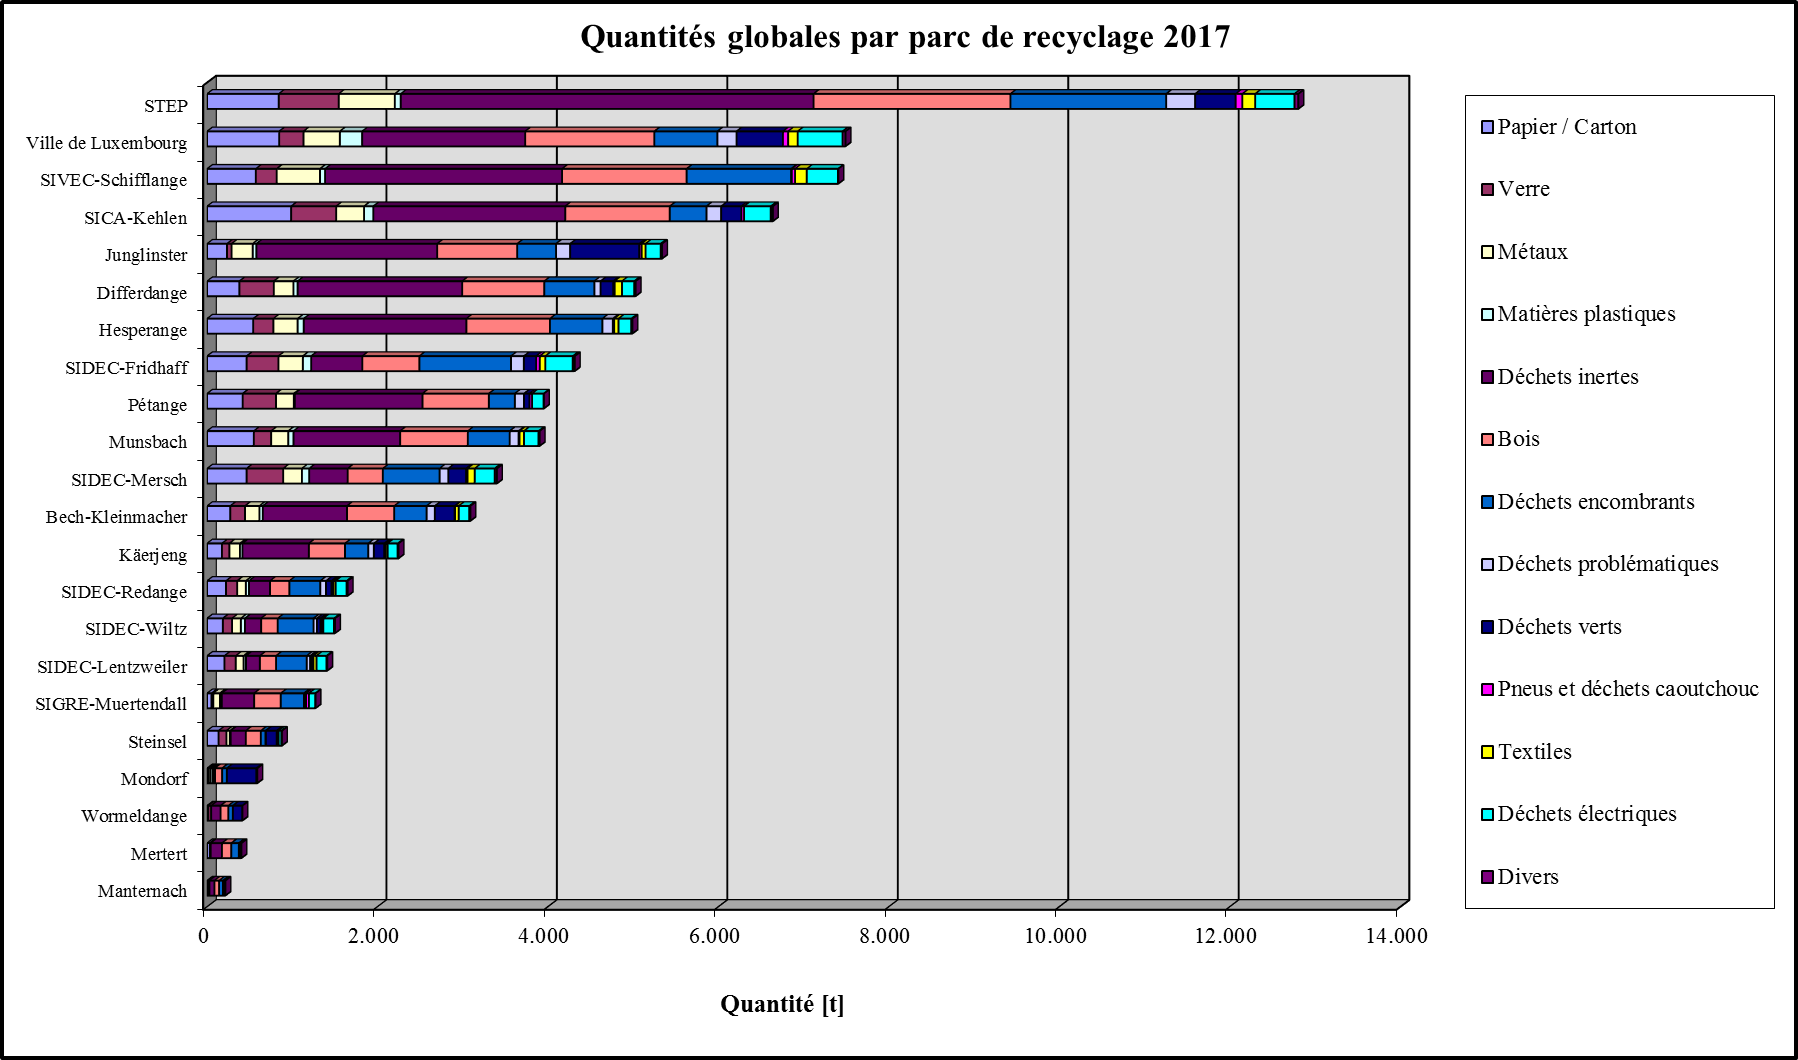 Quantités globales par parc de recyclage 2017
STEP
Ville de Luxembourg
SIVEC-Schifflange
SICA-Kehlen
Junglinster
Differdange
Hesperange
SIDEC-Fridhaff
Pétange
Munsbach
SIDEC-Mersch
Bech-Kleinmacher
Käerjeng
SIDEC-Redange
SIDEC-Wiltz
SIDEC-Lentzweiler
SIGRE-Muertendall
Steinsel
Mondorf
Wormeldange
Mertert
Manternach
0 2.000 4.000 6.000 8.000 10.000 12.000 14.000
Quantité [t]
Papier / Carton
Verre
Métaux
Matières plastiques
Déchets inertes
Bois
Déchets encombrants
Déchets problématiques
Déchets verts
Pneus et déchets caoutchouc
Textiles
Déchets électriques
Divers